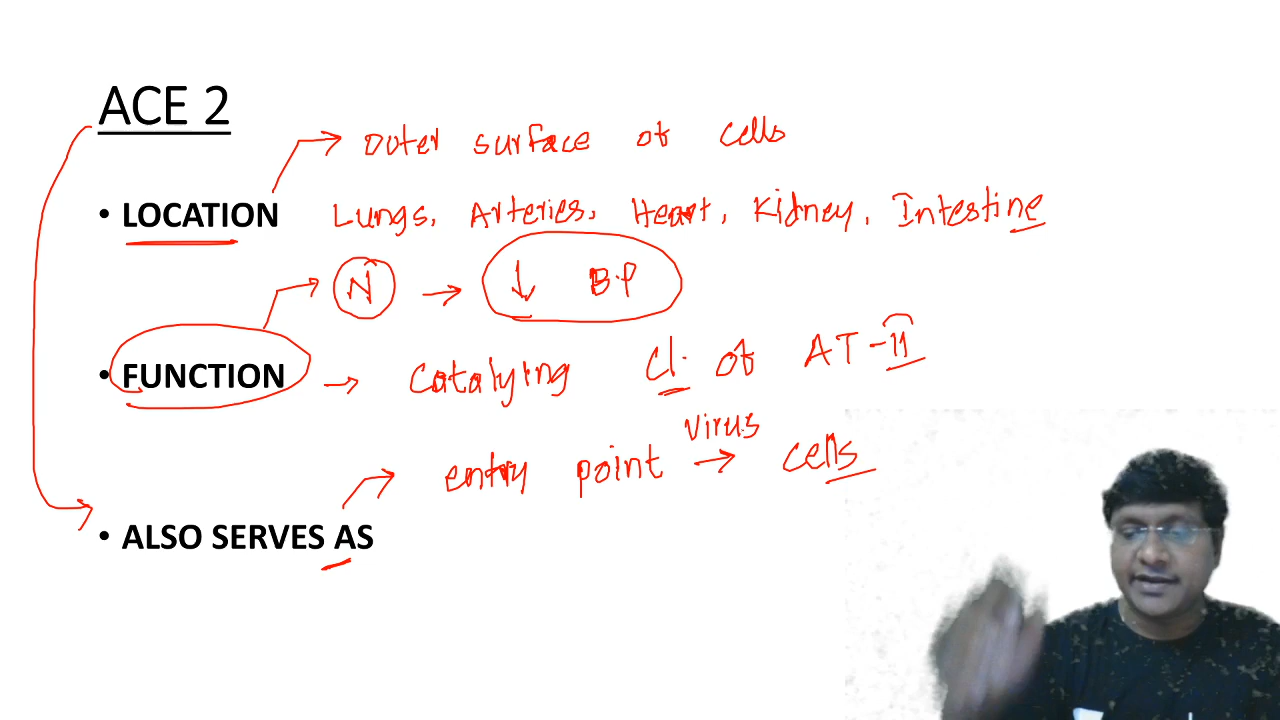 ACE 2
outer surface of cells
• LOCATION Lungs, Arteries, Heart, Kidney, Intestine
N → ↓ B.P
• FUNCTION → Catalying Cl. of AT-II
entry point virus → cells
• ALSO SERVES AS